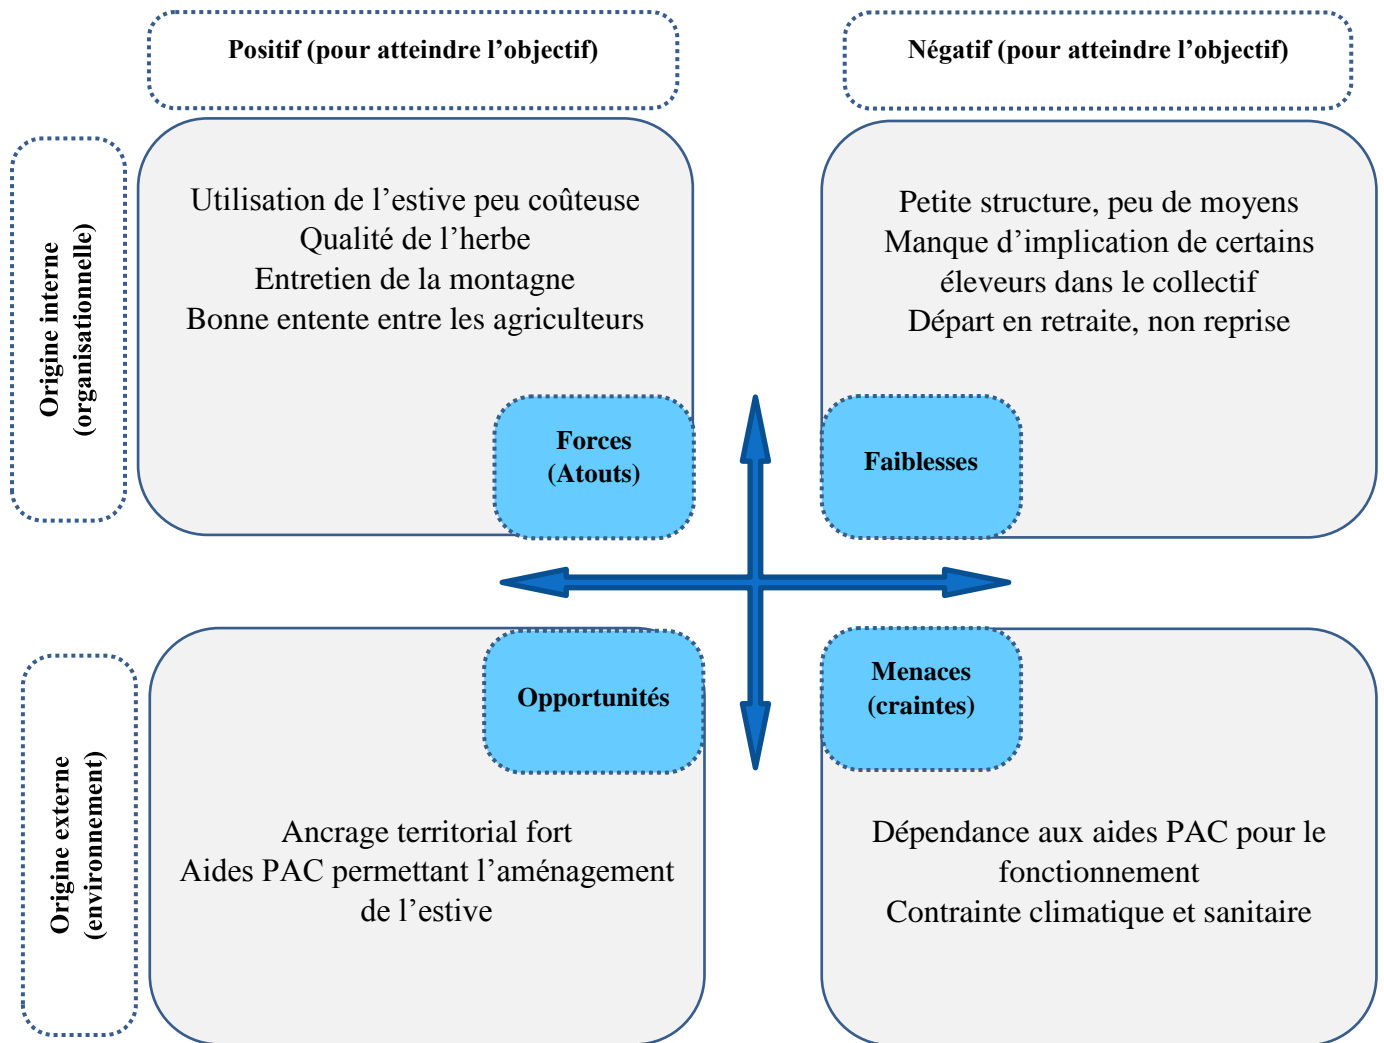 Positif (pour atteindre l’objectif)
Négatif (pour atteindre l’objectif)
Origine interne
(organisationnelle)
Utilisation de l’estive peu coûteuse
Qualité de l’herbe
Entretien de la montagne
Bonne entente entre les agriculteurs
Forces
(Atouts)
Petite structure, peu de moyens
Manque d’implication de certains
éleveurs dans le collectif
Départ en retraite, non reprise
Faiblesses
Origine externe
(environnement)
Opportunités
Ancrage territorial fort
Aides PAC permettant l’aménagement
de l’estive
Menaces
(craintes)
Dépendance aux aides PAC pour le
fonctionnement
Contrainte climatique et sanitaire